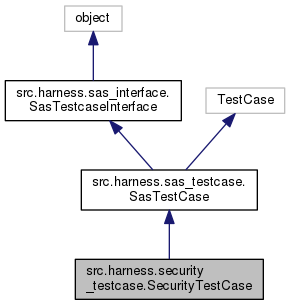 object
src.harness.sas_interface.
SasTestcaseInterface
TestCase
src.harness.sas_testcase.
SasTestCase
src.harness.security
_testcase.SecurityTestCase